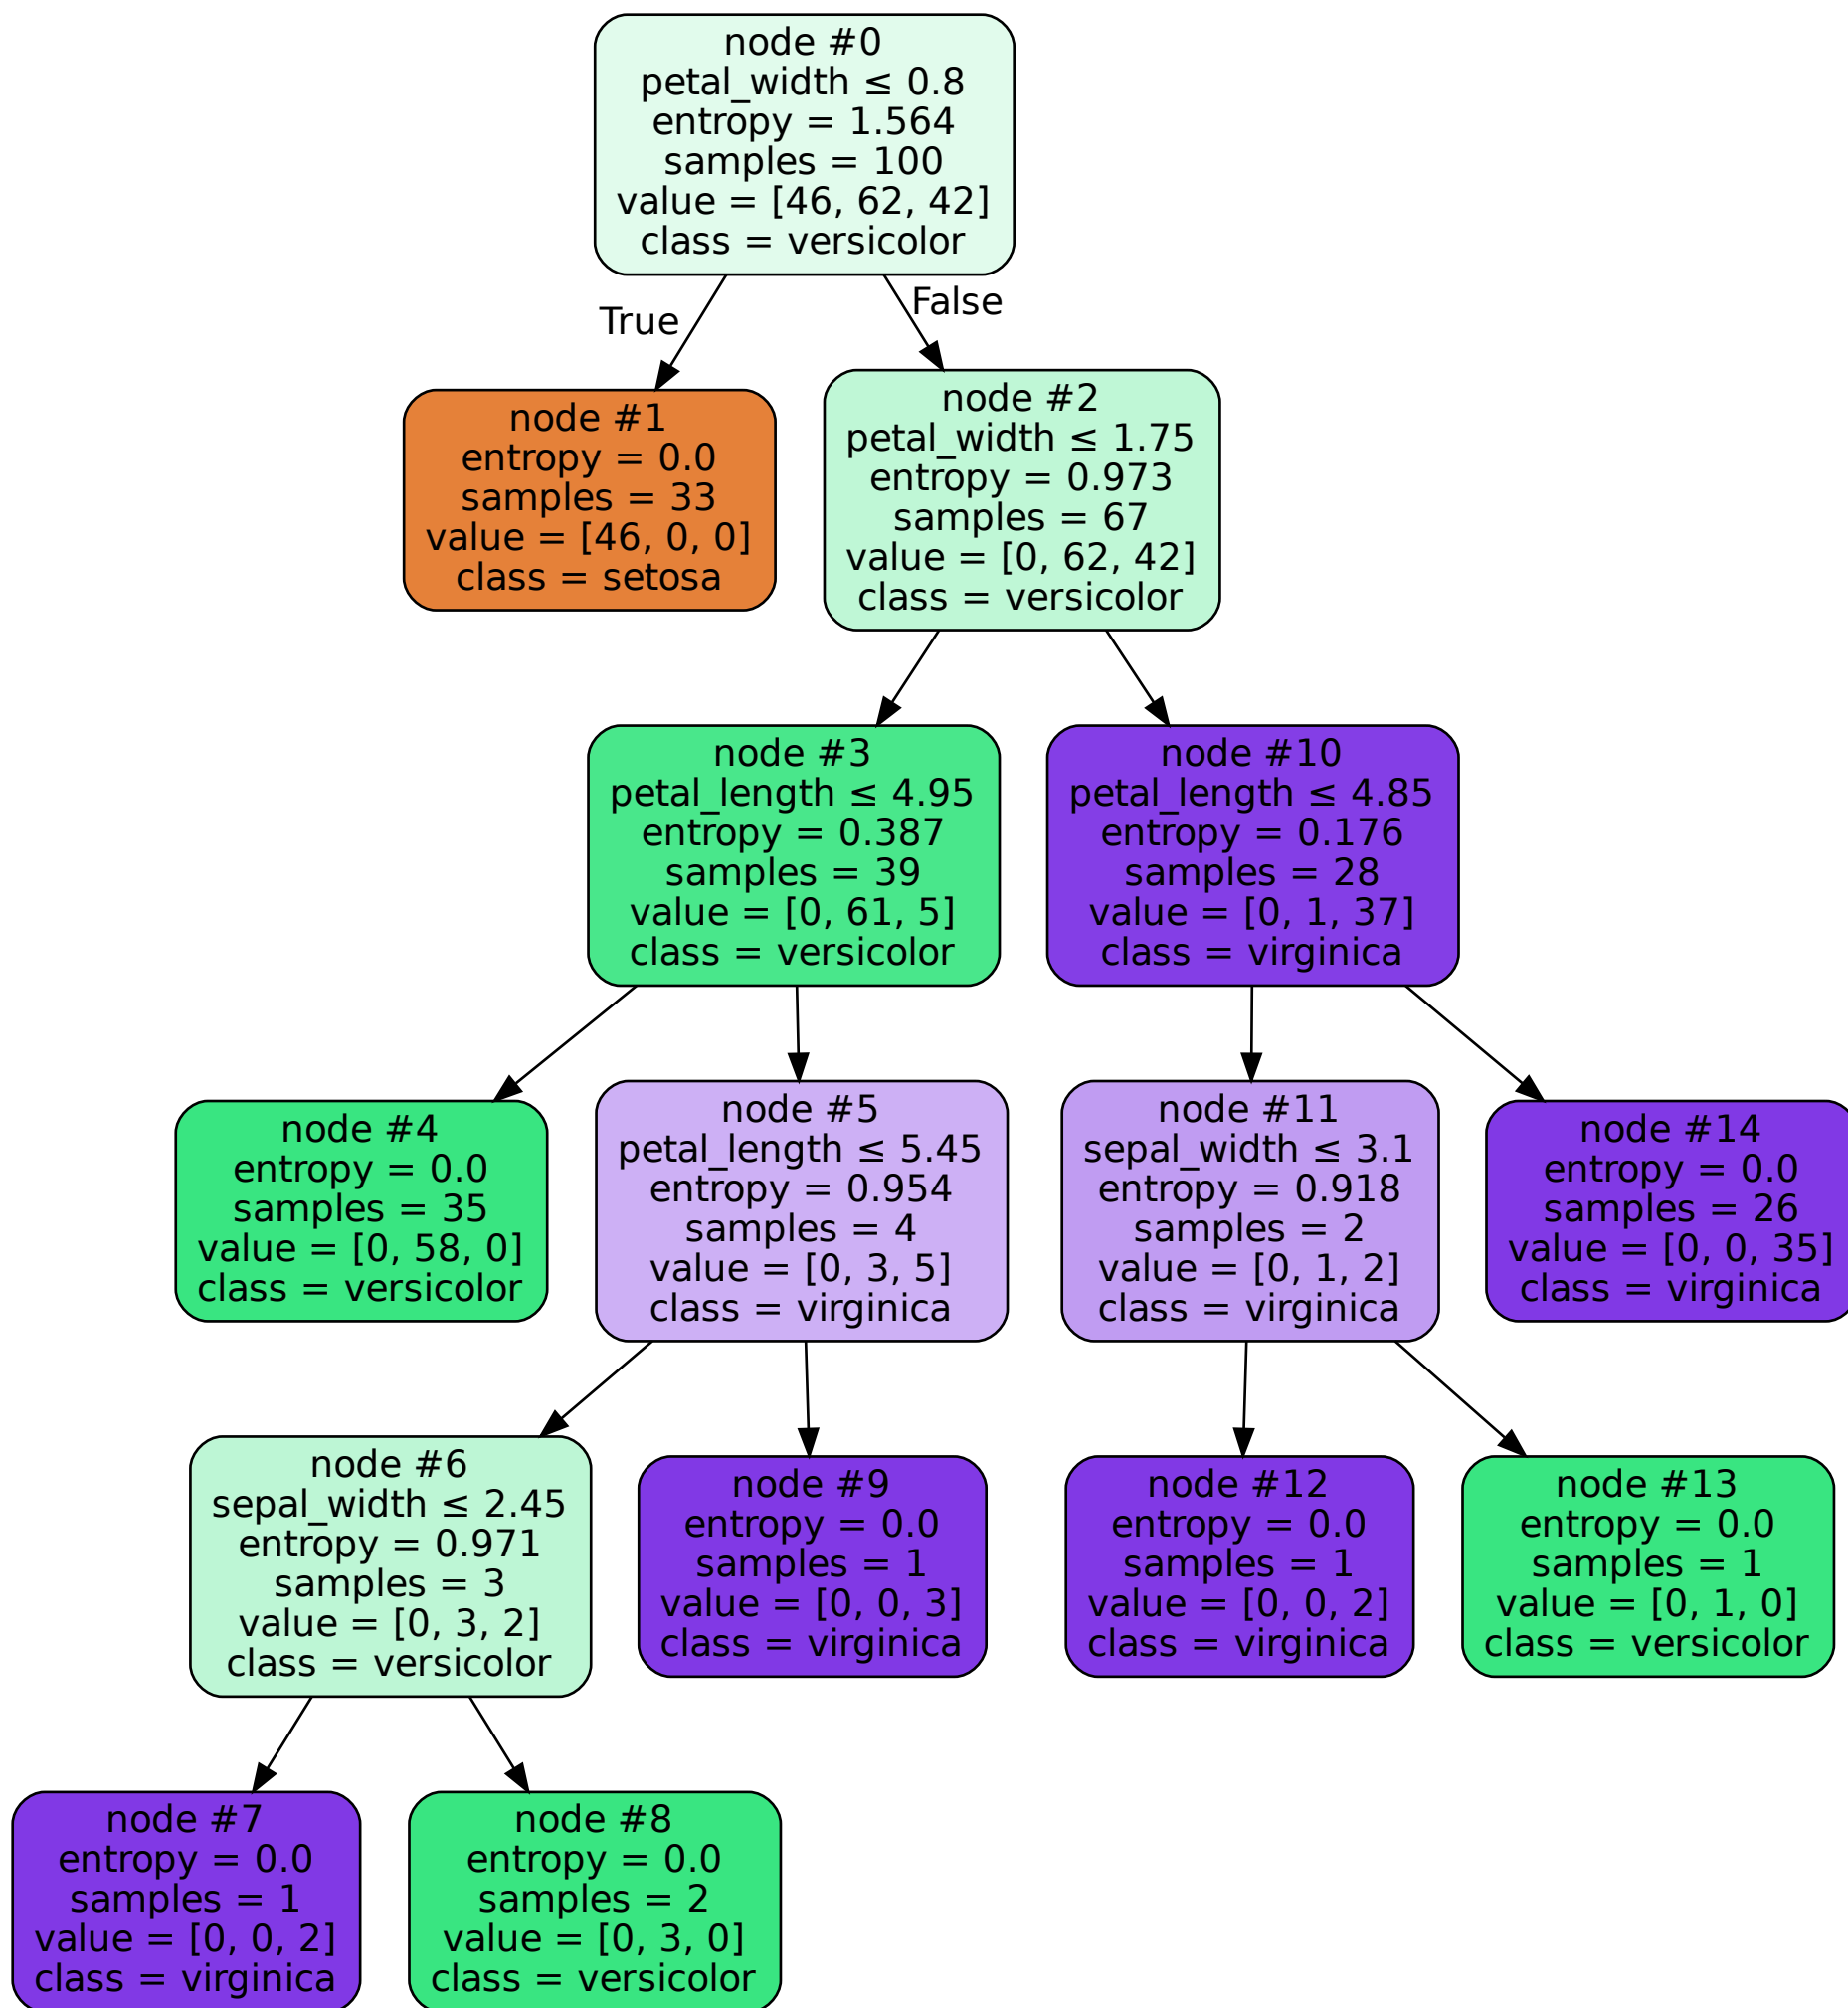 node #0
petal_width ≤ 0.8
entropy = 1.564
samples = 100
value = [46, 62, 42]
class = versicolor
True
False
node #1
entropy = 0.0
samples = 33
value = [46, 0, 0]
class = setosa
node #2
petal_width ≤ 1.75
entropy = 0.973
samples = 67
value = [0, 62, 42]
class = versicolor
node #3
petal_length ≤ 4.95
entropy = 0.387
samples = 39
value = [0, 61, 5]
class = versicolor
node #10
petal_length ≤ 4.85
entropy = 0.176
samples = 28
value = [0, 1, 37]
class = virginica
node #4
entropy = 0.0
samples = 35
value = [0, 58, 0]
class = versicolor
node #5
petal_length ≤ 5.45
entropy = 0.954
samples = 4
value = [0, 3, 5]
class = virginica
node #11
sepal_width ≤ 3.1
entropy = 0.918
samples = 2
value = [0, 1, 2]
class = virginica
node #14
entropy = 0.0
samples = 26
value = [0, 0, 35]
class = virginica
node #6
sepal_width ≤ 2.45
entropy = 0.971
samples = 3
value = [0, 3, 2]
class = versicolor
node #9
entropy = 0.0
samples = 1
value = [0, 0, 3]
class = virginica
node #12
entropy = 0.0
samples = 1
value = [0, 0, 2]
class = virginica
node #13
entropy = 0.0
samples = 1
value = [0, 1, 0]
class = versicolor
node #7
entropy = 0.0
samples = 1
value = [0, 0, 2]
class = virginica
node #8
entropy = 0.0
samples = 2
value = [0, 3, 0]
class = versicolor